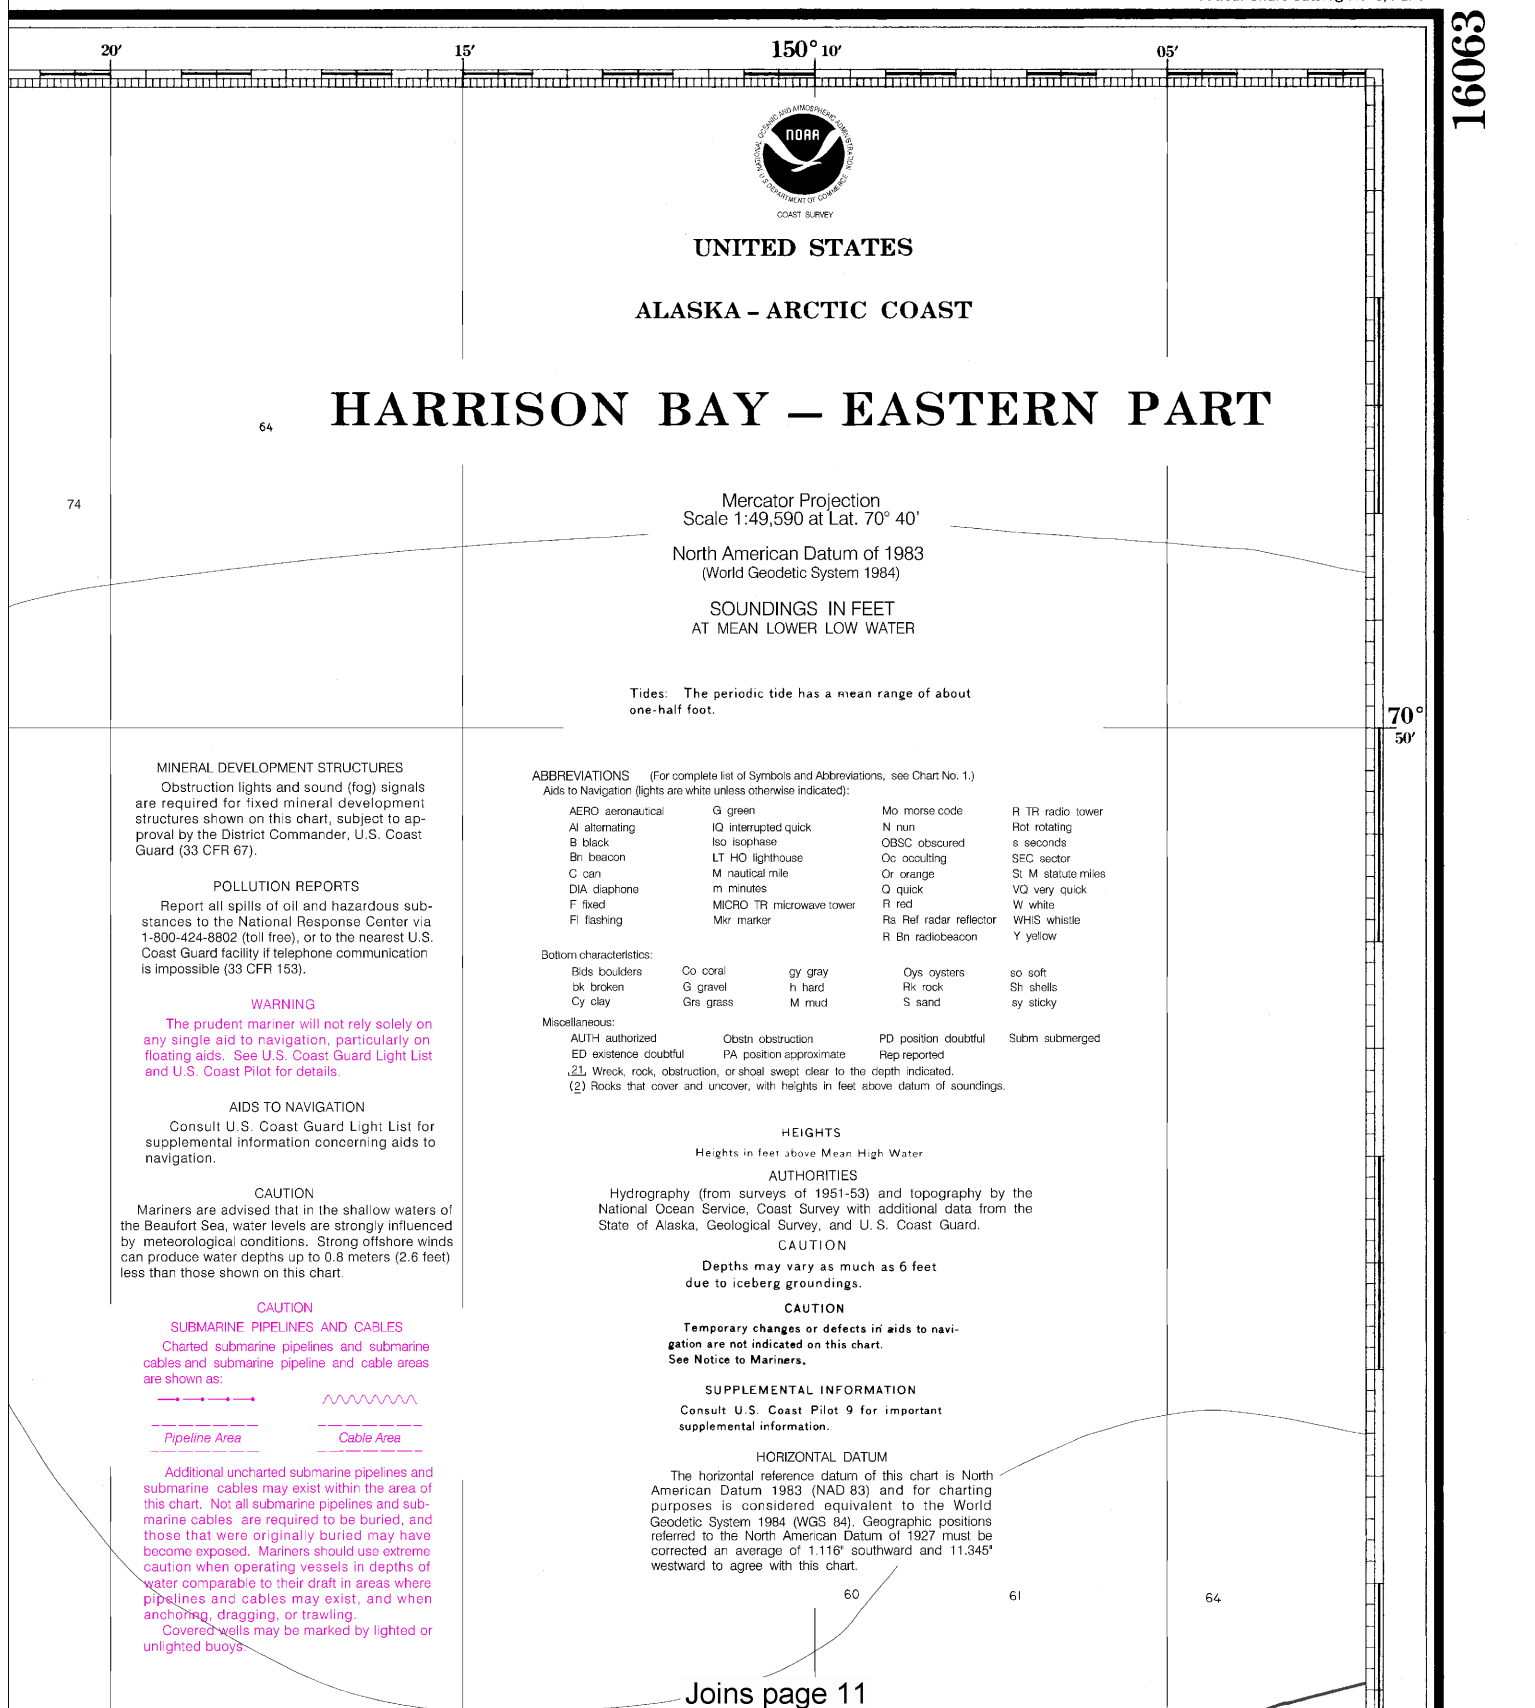 16063
20' 15' 150° 10' 05'
NATIONAL OCEANIC AND ATMOSPHERIC ADMINISTRATION
U.S. DEPARTMENT OF COMMERCE
NOAA
COAST SURVEY
UNITED STATES
ALASKA – ARCTIC COAST
HARRISON BAY – EASTERN PART
64
74
Mercator Projection
Scale 1:49,590 at Lat. 70° 40'
North American Datum of 1983
(World Geodetic System 1984)
SOUNDINGS IN FEET
AT MEAN LOWER LOW WATER
Tides: The periodic tide has a mean range of about
one-half foot.
70°
50'
MINERAL DEVELOPMENT STRUCTURES
Obstruction lights and sound (fog) signals
are required for fixed mineral development
structures shown on this chart, subject to ap-
proval by the District Commander, U.S. Coast
Guard (33 CFR 67).
POLLUTION REPORTS
Report all spills of oil and hazardous sub-
stances to the National Response Center via
1-800-424-8802 (toll free), or to the nearest U.S.
Coast Guard facility if telephone communication
is impossible (33 CFR 153).
WARNING
The prudent mariner will not rely solely on
any single aid to navigation, particularly on
floating aids. See U.S. Coast Guard Light List
and U.S. Coast Pilot for details.
AIDS TO NAVIGATION
Consult U.S. Coast Guard Light List for
supplemental information concerning aids to
navigation.
CAUTION
Mariners are advised that in the shallow waters of
the Beaufort Sea, water levels are strongly influenced
by meteorological conditions. Strong offshore winds
can produce water depths up to 0.8 meters (2.6 feet)
less than those shown on this chart.
CAUTION
SUBMARINE PIPELINES AND CABLES
Charted submarine pipelines and submarine
cables and submarine pipeline and cable areas
are shown as:
Pipeline Area Cable Area
Additional uncharted submarine pipelines and
submarine cables may exist within the area of
this chart. Not all submarine pipelines and sub-
marine cables are required to be buried, and
those that were originally buried may have
become exposed. Mariners should use extreme
caution when operating vessels in depths of
water comparable to their draft in areas where
pipelines and cables may exist, and when
anchoring, dragging, or trawling.
Covered wells may be marked by lighted or
unlighted buoys.
ABBREVIATIONS (For complete list of Symbols and Abbreviations, see Chart No. 1.)
Aids to Navigation (lights are white unless otherwise indicated):
AERO aeronautical G green Mo morse code R TR radio tower
Al alternating IQ interrupted quick N nun Rot rotating
B black Iso isophase OBSC obscured s seconds
Bn beacon LT HO lighthouse Oc occulting SEC sector
C can M nautical mile Or orange St M statute miles
DIA diaphone m minutes Q quick VQ very quick
F fixed MICRO TR microwave tower R red W white
Fl flashing Mkr marker Ra Ref radar reflector WHIS whistle
R Bn radiobeacon Y yellow
Bottom characteristics:
Blds boulders Co coral gy gray Oys oysters so soft
bk broken G gravel h hard Rk rock Sh shells
Cy clay Grs grass M mud S sand sy sticky
Miscellaneous:
AUTH authorized Obstn obstruction PD position doubtful Subm submerged
ED existence doubtful PA position approximate Rep reported
21, Wreck, rock, obstruction, or shoal swept clear to the depth indicated.
(2) Rocks that cover and uncover, with heights in feet above datum of soundings.
HEIGHTS
Heights in feet above Mean High Water
AUTHORITIES
Hydrography (from surveys of 1951-53) and topography by the
National Ocean Service, Coast Survey with additional data from the
State of Alaska, Geological Survey, and U. S. Coast Guard.
CAUTION
Depths may vary as much as 6 feet
due to iceberg groundings.
CAUTION
Temporary changes or defects in aids to navi-
gation are not indicated on this chart.
See Notice to Mariners.
SUPPLEMENTAL INFORMATION
Consult U.S. Coast Pilot 9 for important
supplemental information.
HORIZONTAL DATUM
The horizontal reference datum of this chart is North
American Datum 1983 (NAD 83) and for charting
purposes is considered equivalent to the World
Geodetic System 1984 (WGS 84). Geographic positions
referred to the North American Datum of 1927 must be
corrected an average of 1.116" southward and 11.345"
westward to agree with this chart.
60 61 64
Joins page 11